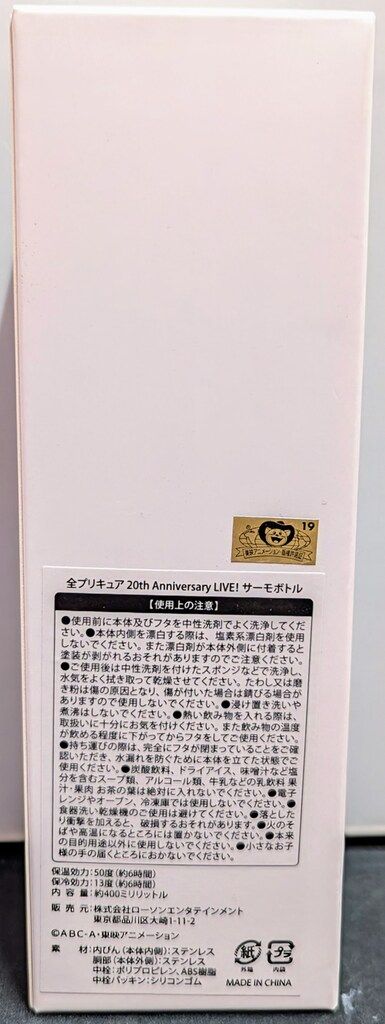 19
東映アニメーション 版権許諾証
全プリキュア 20th Anniversary LIVE! サーモボトル
【使用上の注意】
●使用前に本体及びフタを中性洗剤でよく洗浄してくだ
さい。●本体内側を漂白する際は、塩素系漂白剤を使用
しないでください。また漂白剤が本体外側に付着すると
塗装が剥がれるおそれがありますのでご注意ください。
●ご使用後は中性洗剤を付けたスポンジなどで洗浄し、
水気をよく拭き取って乾燥させてください。たわし又は磨
き粉は傷の原因となり、傷が付いた場合は錆びる場合が
ありますので使用しないでください。●浸け置き洗いや
煮沸はしないでください。●熱い飲み物を入れる際は、
取扱いに十分にお気を付けください。また飲み物の温度
が飲める程度に下がってからフタをしてご使用ください。
●持ち運びの際は、完全にフタが閉まっていることをご確
認いただき、水漏れを防ぐために本体を立てた状態でご
使用ください。●炭酸飲料、ドライアイス、味噌汁など塩
分を含むスープ類、アルコール類、牛乳などの乳飲料 果
汁・果肉 お茶の葉は絶対に入れないでください。●電子
レンジやオーブン、冷凍庫では使用しないでください。●
食器洗い乾燥機のご使用は避けてください。●落とした
り衝撃を加えると、破損するおそれがあります。●火のそ
ばや高温になるところには置かないでください。●本来
の目的用途以外に使用しないでください。●小さなお子
様の手の届くところにおかないでください。
保温効力:50度(約6時間)
保冷効力:13度(約6時間)
内 容 量:約400ミリリットル
販 売 元:株式会社ローソンエンタテインメント
東京都品川区大崎1-11-2
©ABC-A・東映アニメーション
素 材:内びん(本体内側):ステンレス
胴部(本体外側):ステンレス
中栓:ポリプロピレン、ABS樹脂
中栓パッキン:シリコンゴム
紙
外箱
プラ
内袋
MADE IN CHINA